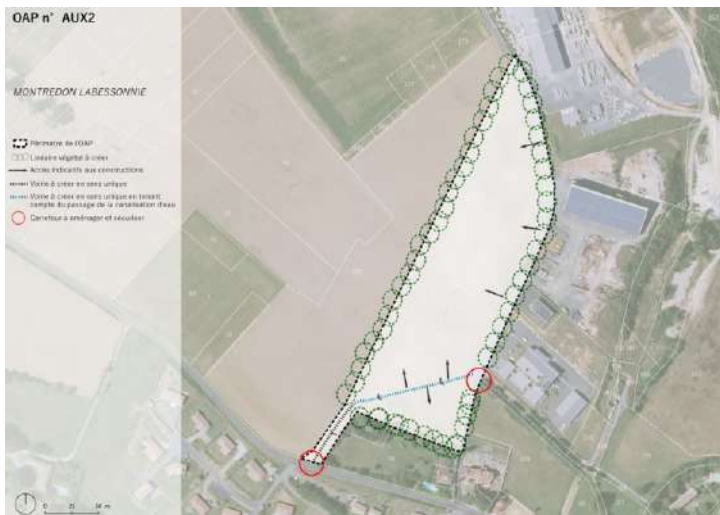 OAP n° AUX2
MONTREDON LABESSONNIE
Périmètre de l'OAP
Linéaire végétal à créer
Accès indicatifs aux constructions
Voirie à créer en sens unique
Voirie à créer en sens unique en tenant
compte du passage de la canalisation d'eau
Carrefour à aménager et sécuriser
0